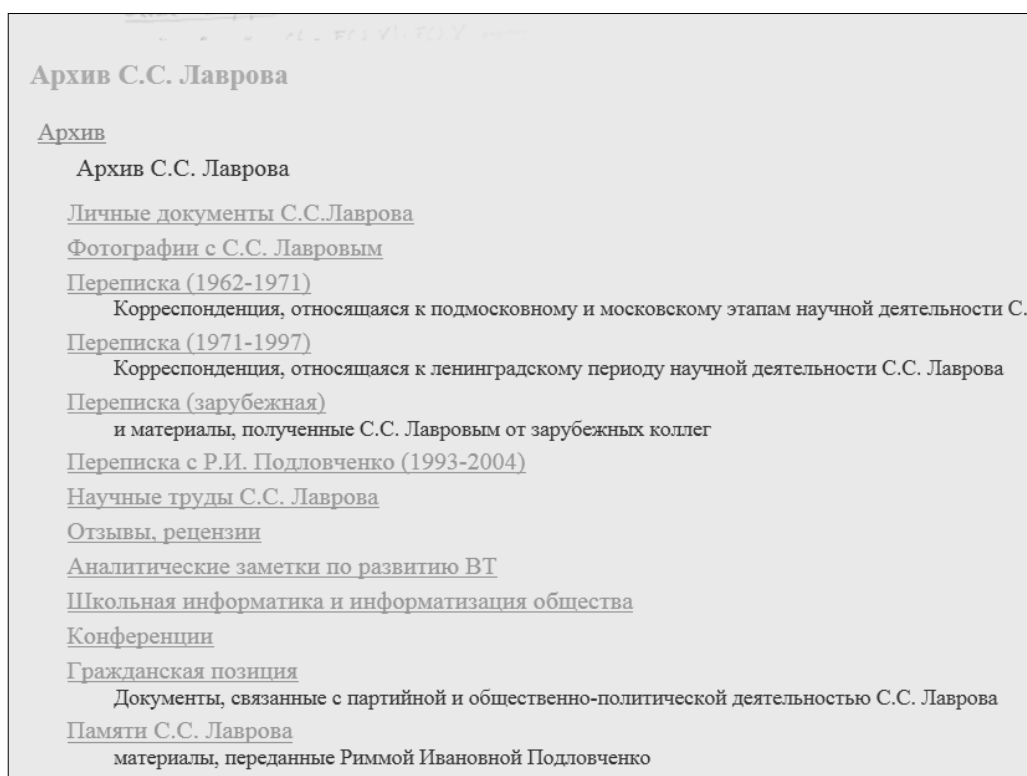 Архив С.С. Лаврова
Архив
Архив С.С. Лаврова
Личные документы С.С.Лаврова
Фотографии с С.С. Лавровым
Переписка (1962-1971)
Корреспонденция, относящаяся к подмосковному и московскому этапам научной деятельности С.
Переписка (1971-1997)
Корреспонденция, относящаяся к ленинградскому периоду научной деятельности С.С. Лаврова
Переписка (зарубежная)
и материалы, полученные С.С. Лавровым от зарубежных коллег
Переписка с Р.И. Подловченко (1993-2004)
Научные труды С.С. Лаврова
Отзывы, рецензии
Аналитические заметки по развитию ВТ
Школьная информатика и информатизация общества
Конференции
Гражданская позиция
Документы, связанные с партийной и общественно-политической деятельностью С.С. Лаврова
Памяти С.С. Лаврова
материалы, переданные Риммой Ивановной Подловченко